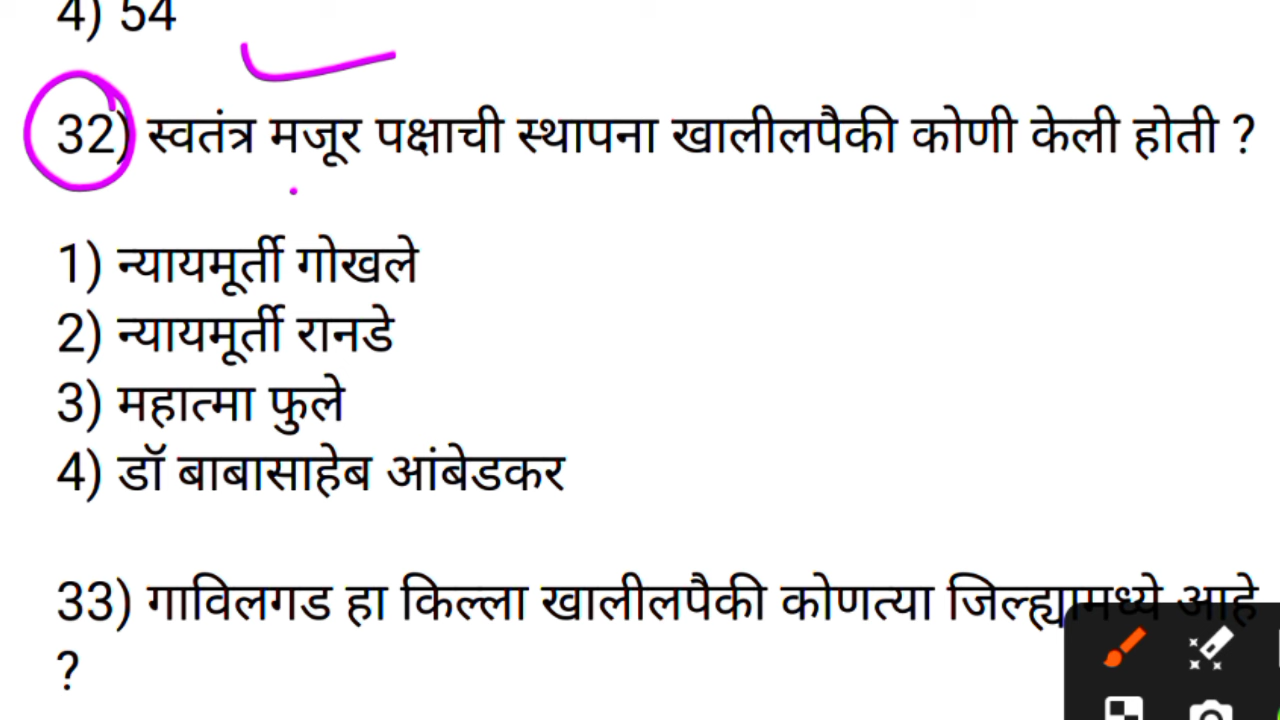 4) 54
32) स्वतंत्र मजूर पक्षाची स्थापना खालीलपैकी कोणी केली होती ?
1) न्यायमूर्ती गोखले
2) न्यायमूर्ती रानडे
3) महात्मा फुले
4) डॉ बाबासाहेब आंबेडकर
33) गाविलगड हा किल्ला खालीलपैकी कोणत्या जिल्ह्यामध्ये आहे
?